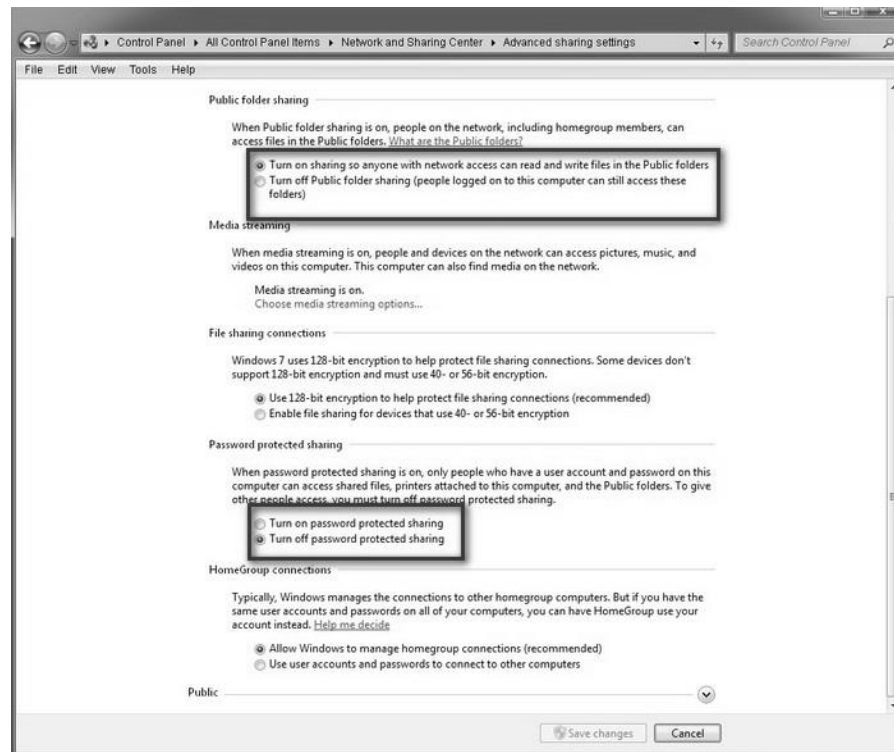 Control Panel ▸ All Control Panel Items ▸ Network and Sharing Center ▸ Advanced sharing settings
Search Control Panel
File Edit View Tools Help
Public folder sharing
When Public folder sharing is on, people on the network, including homegroup members, can
access files in the Public folders. What are the Public folders?
Turn on sharing so anyone with network access can read and write files in the Public folders
Turn off Public folder sharing (people logged on to this computer can still access these
folders)
Media streaming
When media streaming is on, people and devices on the network can access pictures, music, and
videos on this computer. This computer can also find media on the network.
Media streaming is on.
Choose media streaming options...
File sharing connections
Windows 7 uses 128-bit encryption to help protect file sharing connections. Some devices don't
support 128-bit encryption and must use 40- or 56-bit encryption.
Use 128-bit encryption to help protect file sharing connections (recommended)
Enable file sharing for devices that use 40- or 56-bit encryption
Password protected sharing
When password protected sharing is on, only people who have a user account and password on this
computer can access shared files, printers attached to this computer, and the Public folders. To give
other people access, you must turn off password protected sharing.
Turn on password protected sharing
Turn off password protected sharing
HomeGroup connections
Typically, Windows manages the connections to other homegroup computers. But if you have the
same user accounts and passwords on all of your computers, you can have HomeGroup use your
account instead. Help me decide
Allow Windows to manage homegroup connections (recommended)
Use user accounts and passwords to connect to other computers
Public
Save changes Cancel